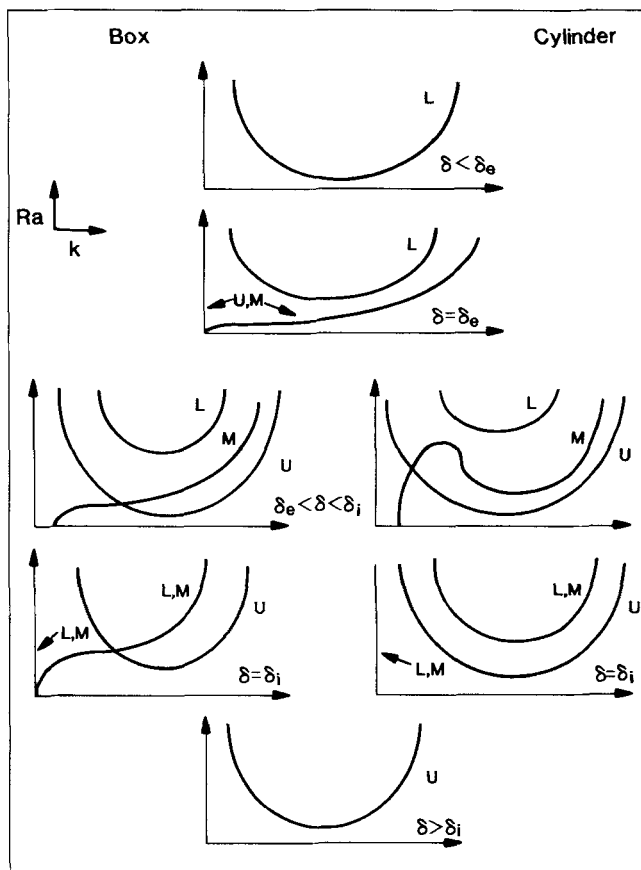 Box
Cylinder
L
δ < δe
Ra
k
L
U,M
δ=δe
L
M
U
δe<δ<δi
L
M
U
L,M
L,M
U
δ=δi
L,M
U
L,M
δ=δi
U
δ>δi